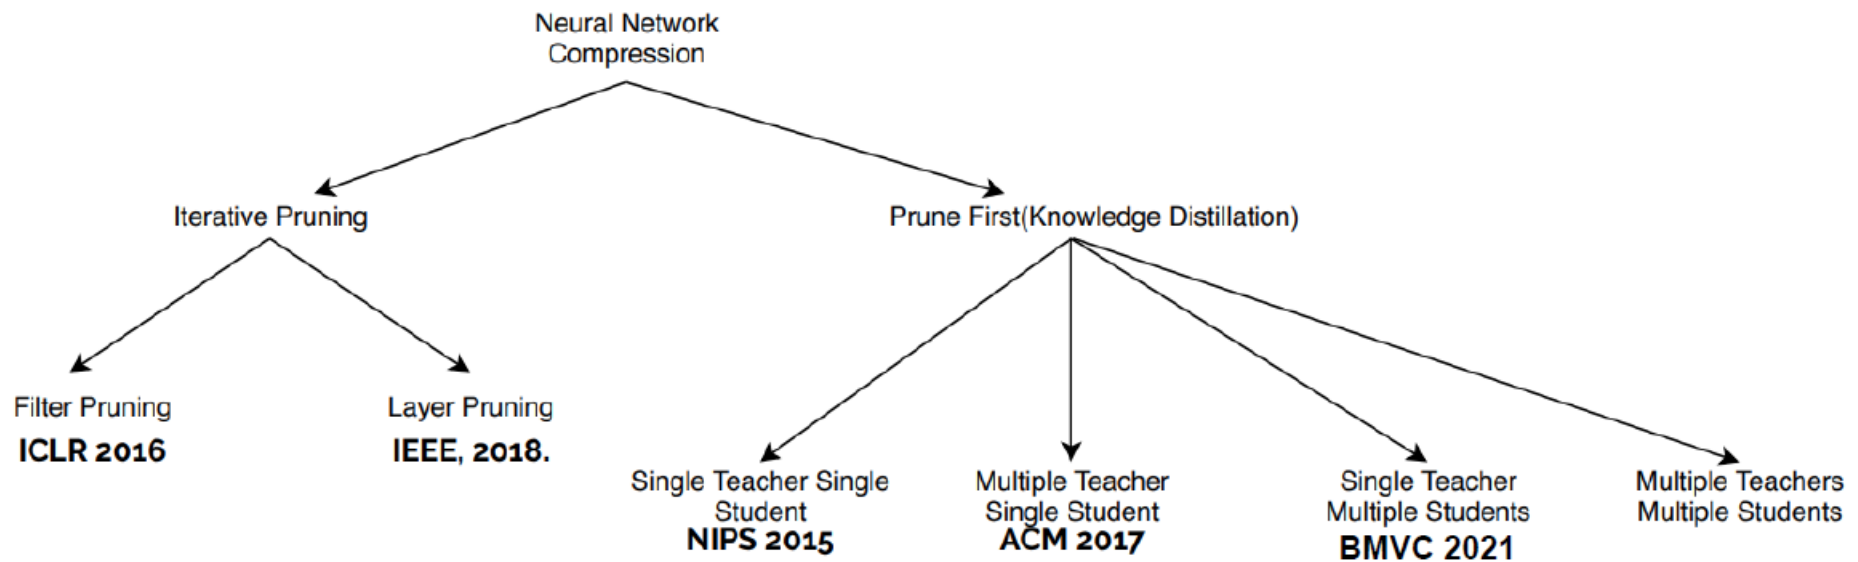 Neural Network
Compression
Iterative Pruning
Prune First(Knowledge Distillation)
Filter Pruning
ICLR 2016
Layer Pruning
IEEE, 2018.
Single Teacher Single
Student
NIPS 2015
Multiple Teacher
Single Student
ACM 2017
Single Teacher
Multiple Students
BMVC 2021
Multiple Teachers
Multiple Students